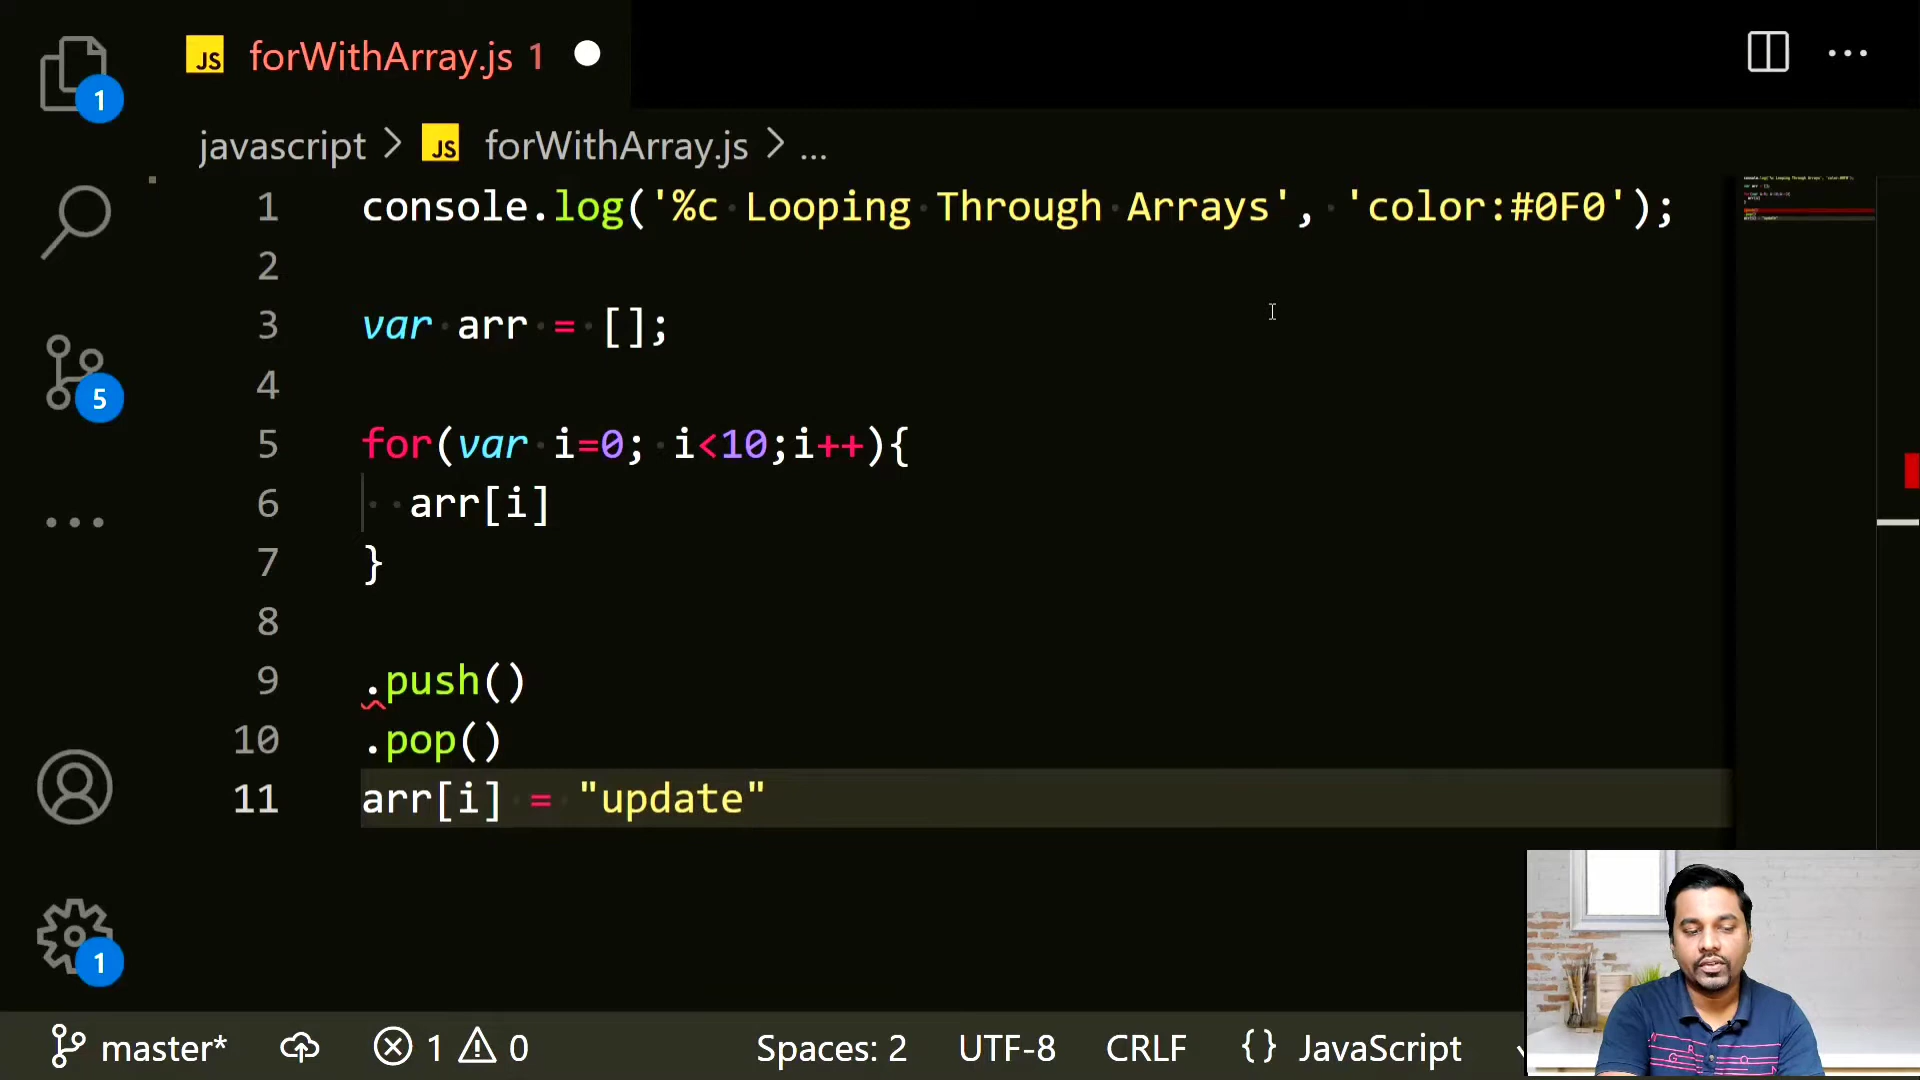 JS forWithArray.js 1
1
javascript > JS forWithArray.js > ...
1 console.log('%c Looping Through Arrays', 'color:#0F0');
2
3 var arr = [];
4
5 for(var i=0; i<10;i++){
5
6 arr[i]
7 }
8
9 .push()
10 .pop()
11 arr[i] = "update"
1
master* 1 0 Spaces: 2 UTF-8 CRLF {} JavaScript